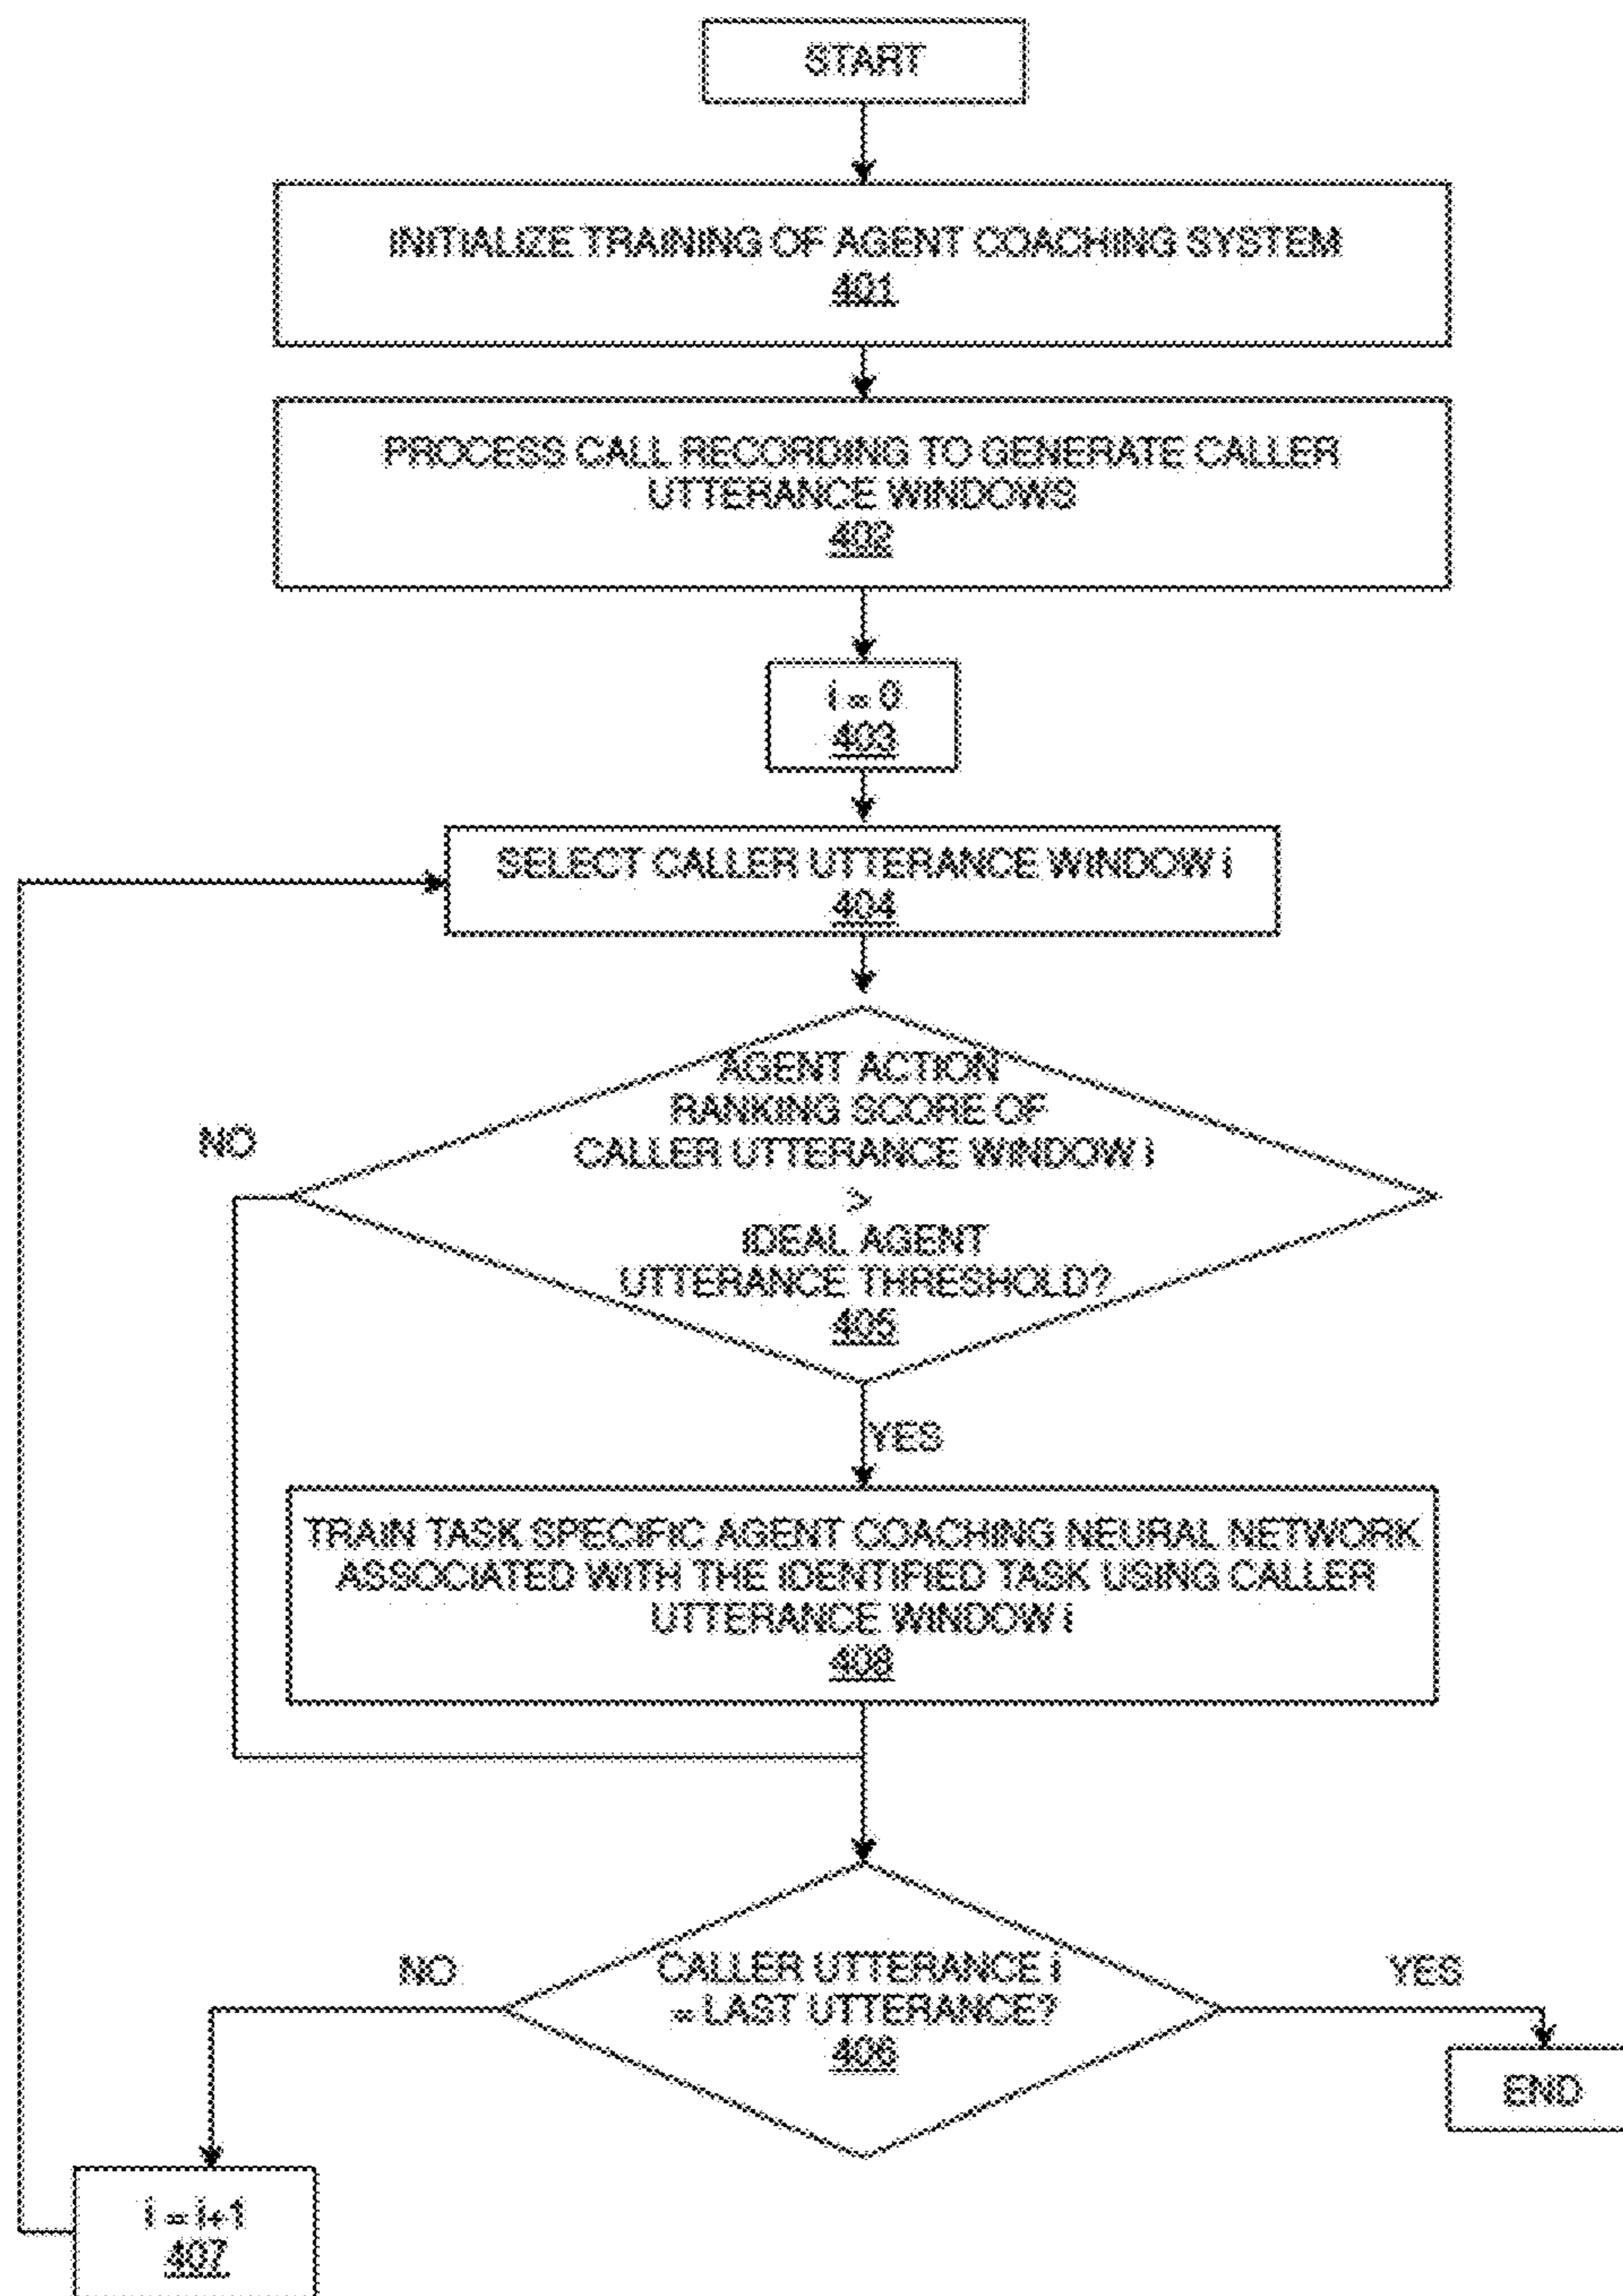 START
INITIALIZE TRAINING OF AGENT COACHING SYSTEM
401
PROCESS CALL RECORDING TO GENERATE CALLER
UTTERANCE WINDOWS
402
i = 0
403
SELECT CALLER UTTERANCE WINDOW i
404
AGENT ACTION
RANKING SCORE OF
CALLER UTTERANCE WINDOW i
>
IDEAL AGENT
UTTERANCE THRESHOLD?
405
NO
YES
TRAIN TASK SPECIFIC AGENT COACHING NEURAL NETWORK
ASSOCIATED WITH THE IDENTIFIED TASK USING CALLER
UTTERANCE WINDOW i
408
CALLER UTTERANCE i
= LAST UTTERANCE?
406
NO
YES
END
i = i+1
407